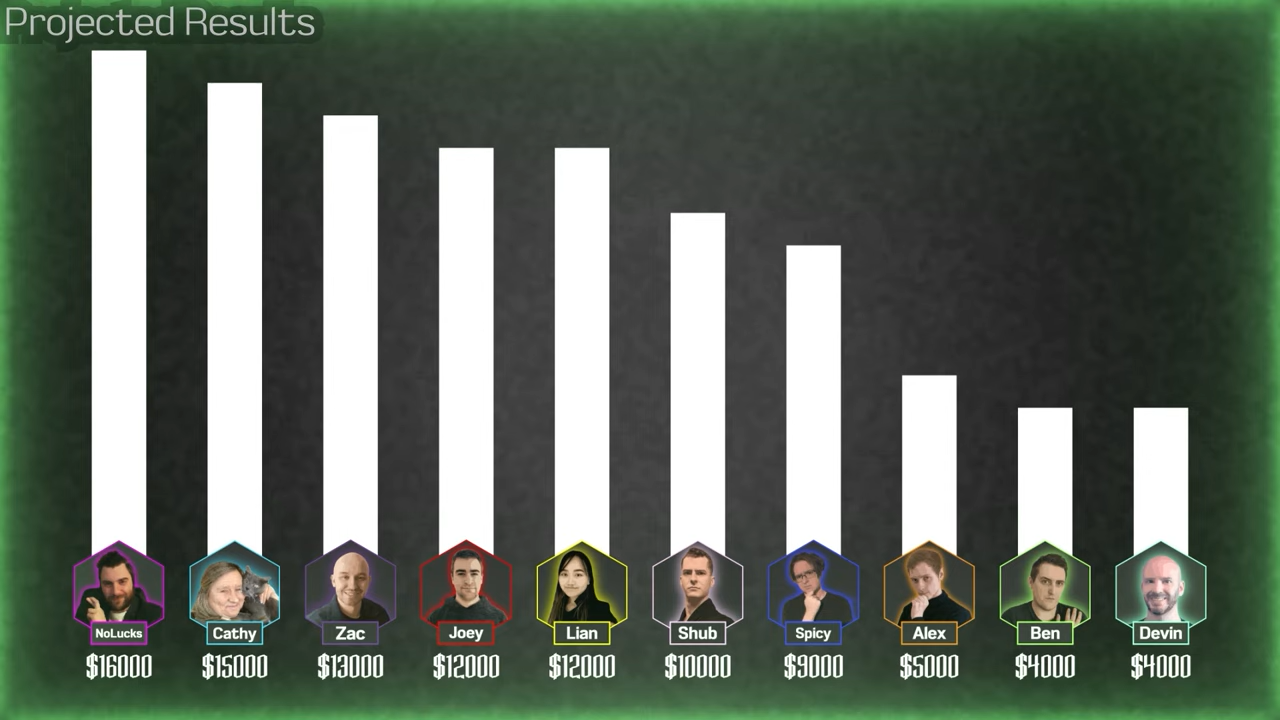 Projected Results
NoLucks Cathy Zac Joey Lian Shub Spicy Alex Ben Devin
$16000 $15000 $13000 $12000 $12000 $10000 $9000 $5000 $4000 $4000